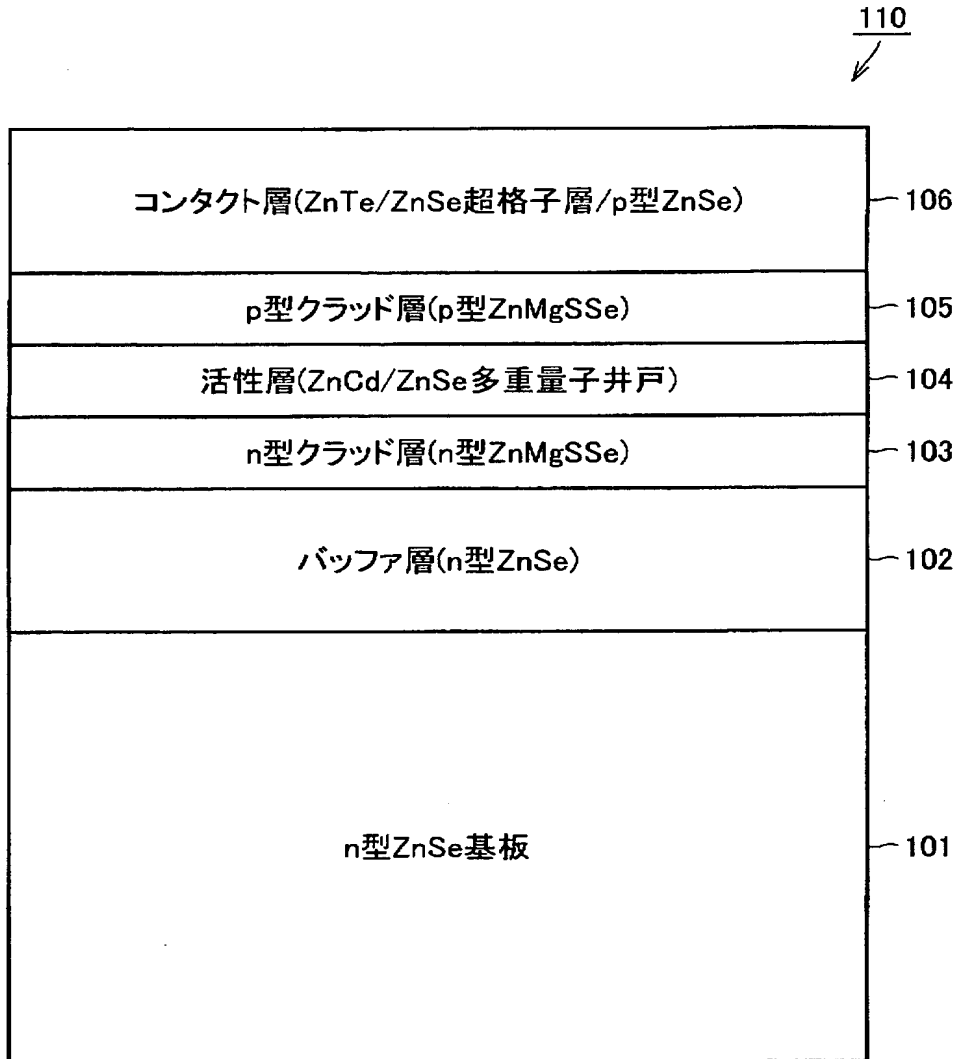 110
コンタクト層(ZnTe/ZnSe超格子層/p型ZnSe)
106
p型クラッド層(p型ZnMgSSe)
105
活性層(ZnCd/ZnSe多重量子井戸)
104
n型クラッド層(n型ZnMgSSe)
103
バッファ層(n型ZnSe)
102
n型ZnSe基板
101